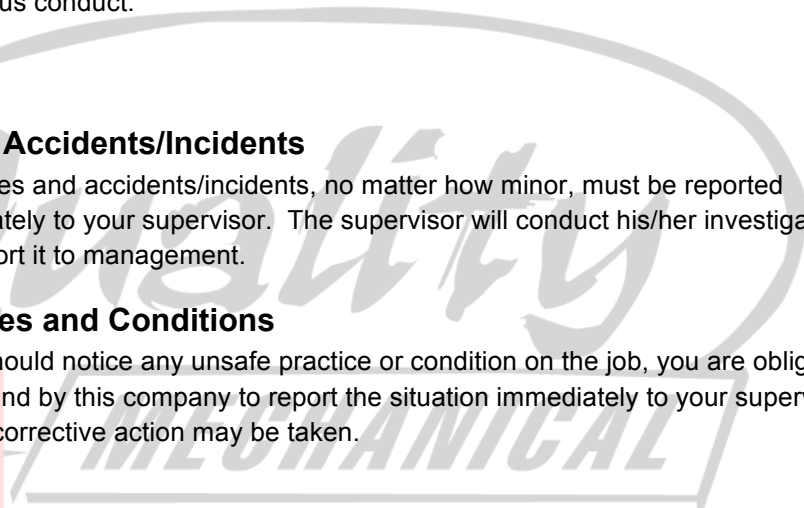 us conduct.
Accidents/Incidents
es and accidents/incidents, no matter how minor, must be reported
ately to your supervisor.  The supervisor will conduct his/her investiga
ort it to management.
es and Conditions
ould notice any unsafe practice or condition on the job, you are oblig
nd by this company to report the situation immediately to your superv
corrective action may be taken.
Quality
MECHANICAL